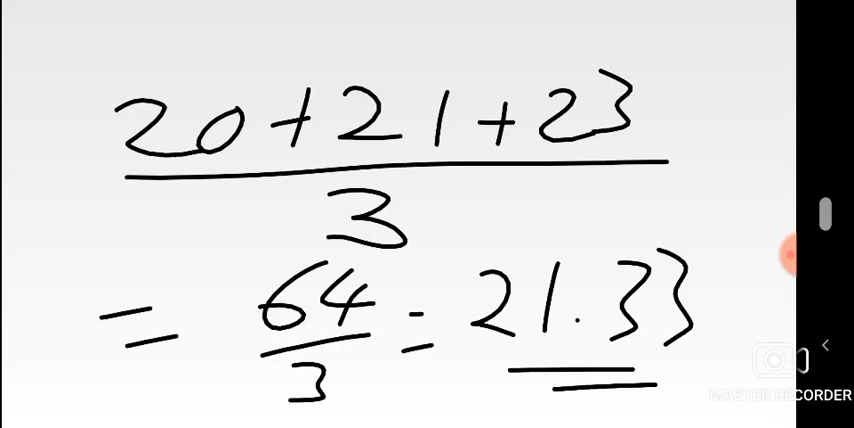 20+21+23
3
= 64/3 = 21.33
MASTER RECORDER